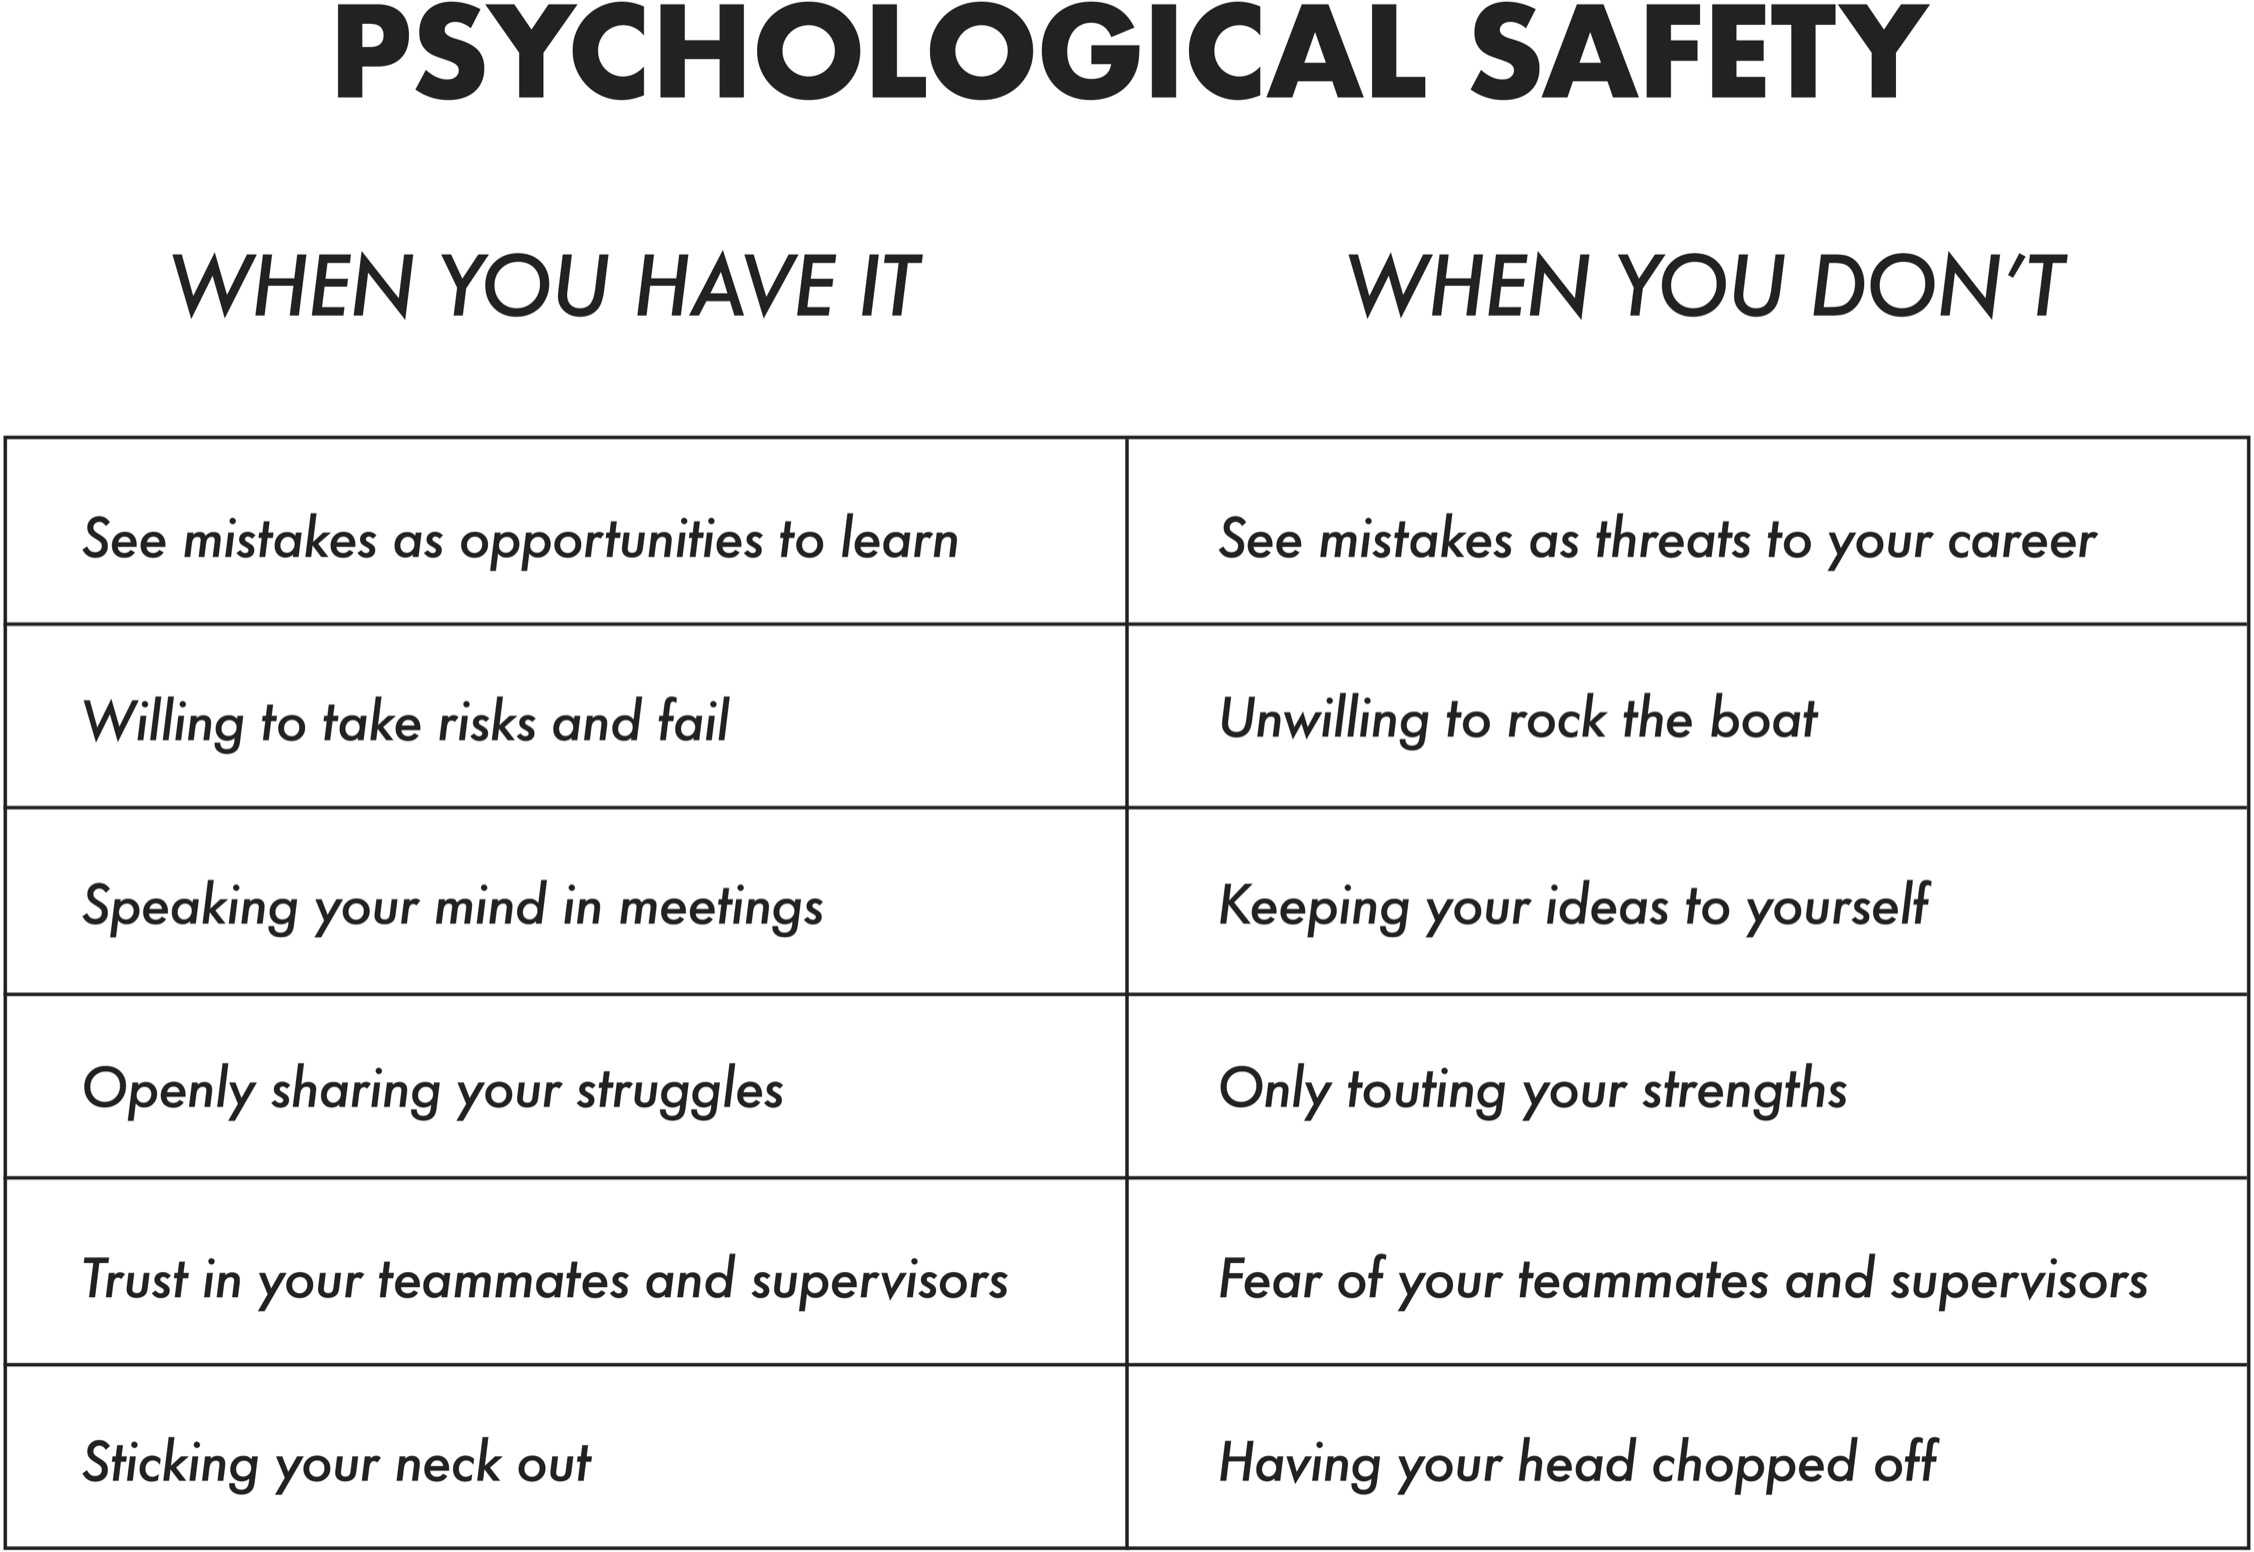 PSYCHOLOGICAL SAFETY
WHEN YOU HAVE IT
WHEN YOU DON'T
See mistakes as opportunities to learn
See mistakes as threats to your career
Willing to take risks and fail
Unwilling to rock the boat
Speaking your mind in meetings
Keeping your ideas to yourself
Openly sharing your struggles
Only touting your strengths
Trust in your teammates and supervisors
Fear of your teammates and supervisors
Sticking your neck out
Having your head chopped off